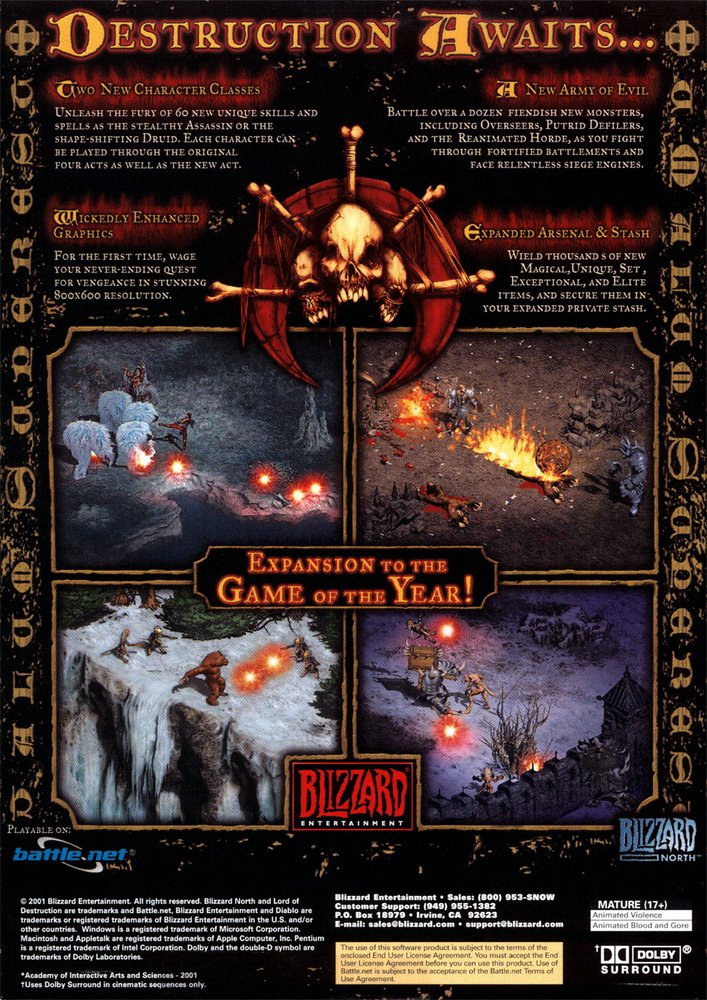 DESTRUCTION AWAITS...
TWO NEW CHARACTER CLASSES
UNLEASH THE FURY OF 60 NEW UNIQUE SKILLS AND
SPELLS AS THE STEALTHY ASSASSIN OR THE
SHAPE-SHIFTING DRUID. EACH CHARACTER CAN
BE PLAYED THROUGH THE ORIGINAL
FOUR ACTS AS WELL AS THE NEW ACT.
A NEW ARMY OF EVIL
BATTLE OVER A DOZEN FIENDISH NEW MONSTERS,
INCLUDING OVERSEERS, PUTRID DEFILERS,
AND THE REANIMATED HORDE, AS YOU FIGHT
THROUGH FORTIFIED BATTLEMENTS AND
FACE RELENTLESS SIEGE ENGINES.
WICKEDLY ENHANCED
GRAPHICS
FOR THE FIRST TIME, WAGE
YOUR NEVER-ENDING QUEST
FOR VENGEANCE IN STUNNING
800X600 RESOLUTION.
EXPANDED ARSENAL & STASH
WIELD THOUSAND S OF NEW
MAGICAL,UNIQUE, SET ,
EXCEPTIONAL, AND ELITE
ITEMS, AND SECURE THEM IN
YOUR EXPANDED PRIVATE STASH.
EXPANSION TO THE
GAME OF THE YEAR!
BLIZZARD
ENTERTAINMENT
PLAYABLE ON:
battle.net®
BLIZZARD
NORTH™
© 2001 Blizzard Entertainment. All rights reserved. Blizzard North and Lord of
Destruction are trademarks and Battle.net, Blizzard Entertainment and Diablo are
trademarks or registered trademarks of Blizzard Entertainment in the U.S. and/or
other countries. Windows is a registered trademark of Microsoft Corporation.
Macintosh and Appletalk are registered trademarks of Apple Computer, Inc. Pentium
is a registered trademark of Intel Corporation. Dolby and the double-D symbol are
trademarks of Dolby Laboratories.
*Academy of Interactive Arts and Sciences - 2001
†Uses Dolby Surround in cinematic sequences only.
Blizzard Entertainment • Sales: (800) 953-SNOW
Customer Support: (949) 955-1382
P.O. Box 18979 • Irvine, CA 92623
E-mail: sales@blizzard.com • support@blizzard.com
The use of this software product is subject to the terms of the
enclosed End User License Agreement. You must accept the End
User License Agreement before you can use this product. Use of
Battle.net is subject to the acceptance of the Battle.net Terms of
Use Agreement.
MATURE (17+)
Animated Violence
Animated Blood and Gore
†DOLBY®
SURROUND